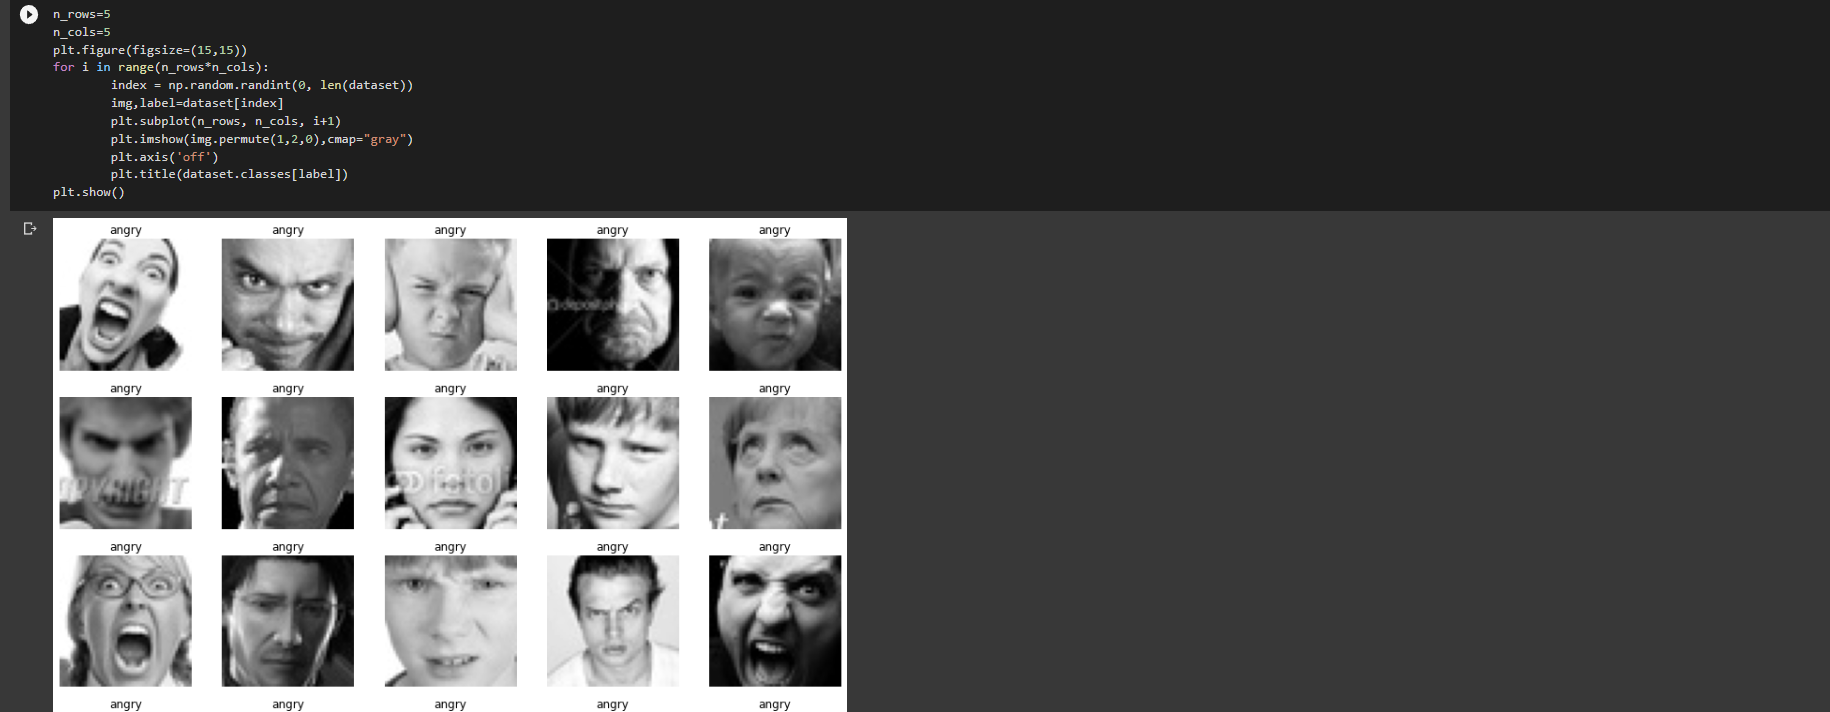 n_rows=5
n_cols=5
plt.figure(figsize=(15,15))
for i in range(n_rows*n_cols):
        index = np.random.randint(0, len(dataset))
        img,label=dataset[index]
        plt.subplot(n_rows, n_cols, i+1)
        plt.imshow(img.permute(1,2,0),cmap="gray")
        plt.axis('off')
        plt.title(dataset.classes[label])
plt.show()
angry angry angry angry angry
depositph
angry angry angry angry angry
PYRIGHT
fotoli
t
angry angry angry angry angry
angry angry angry angry angry